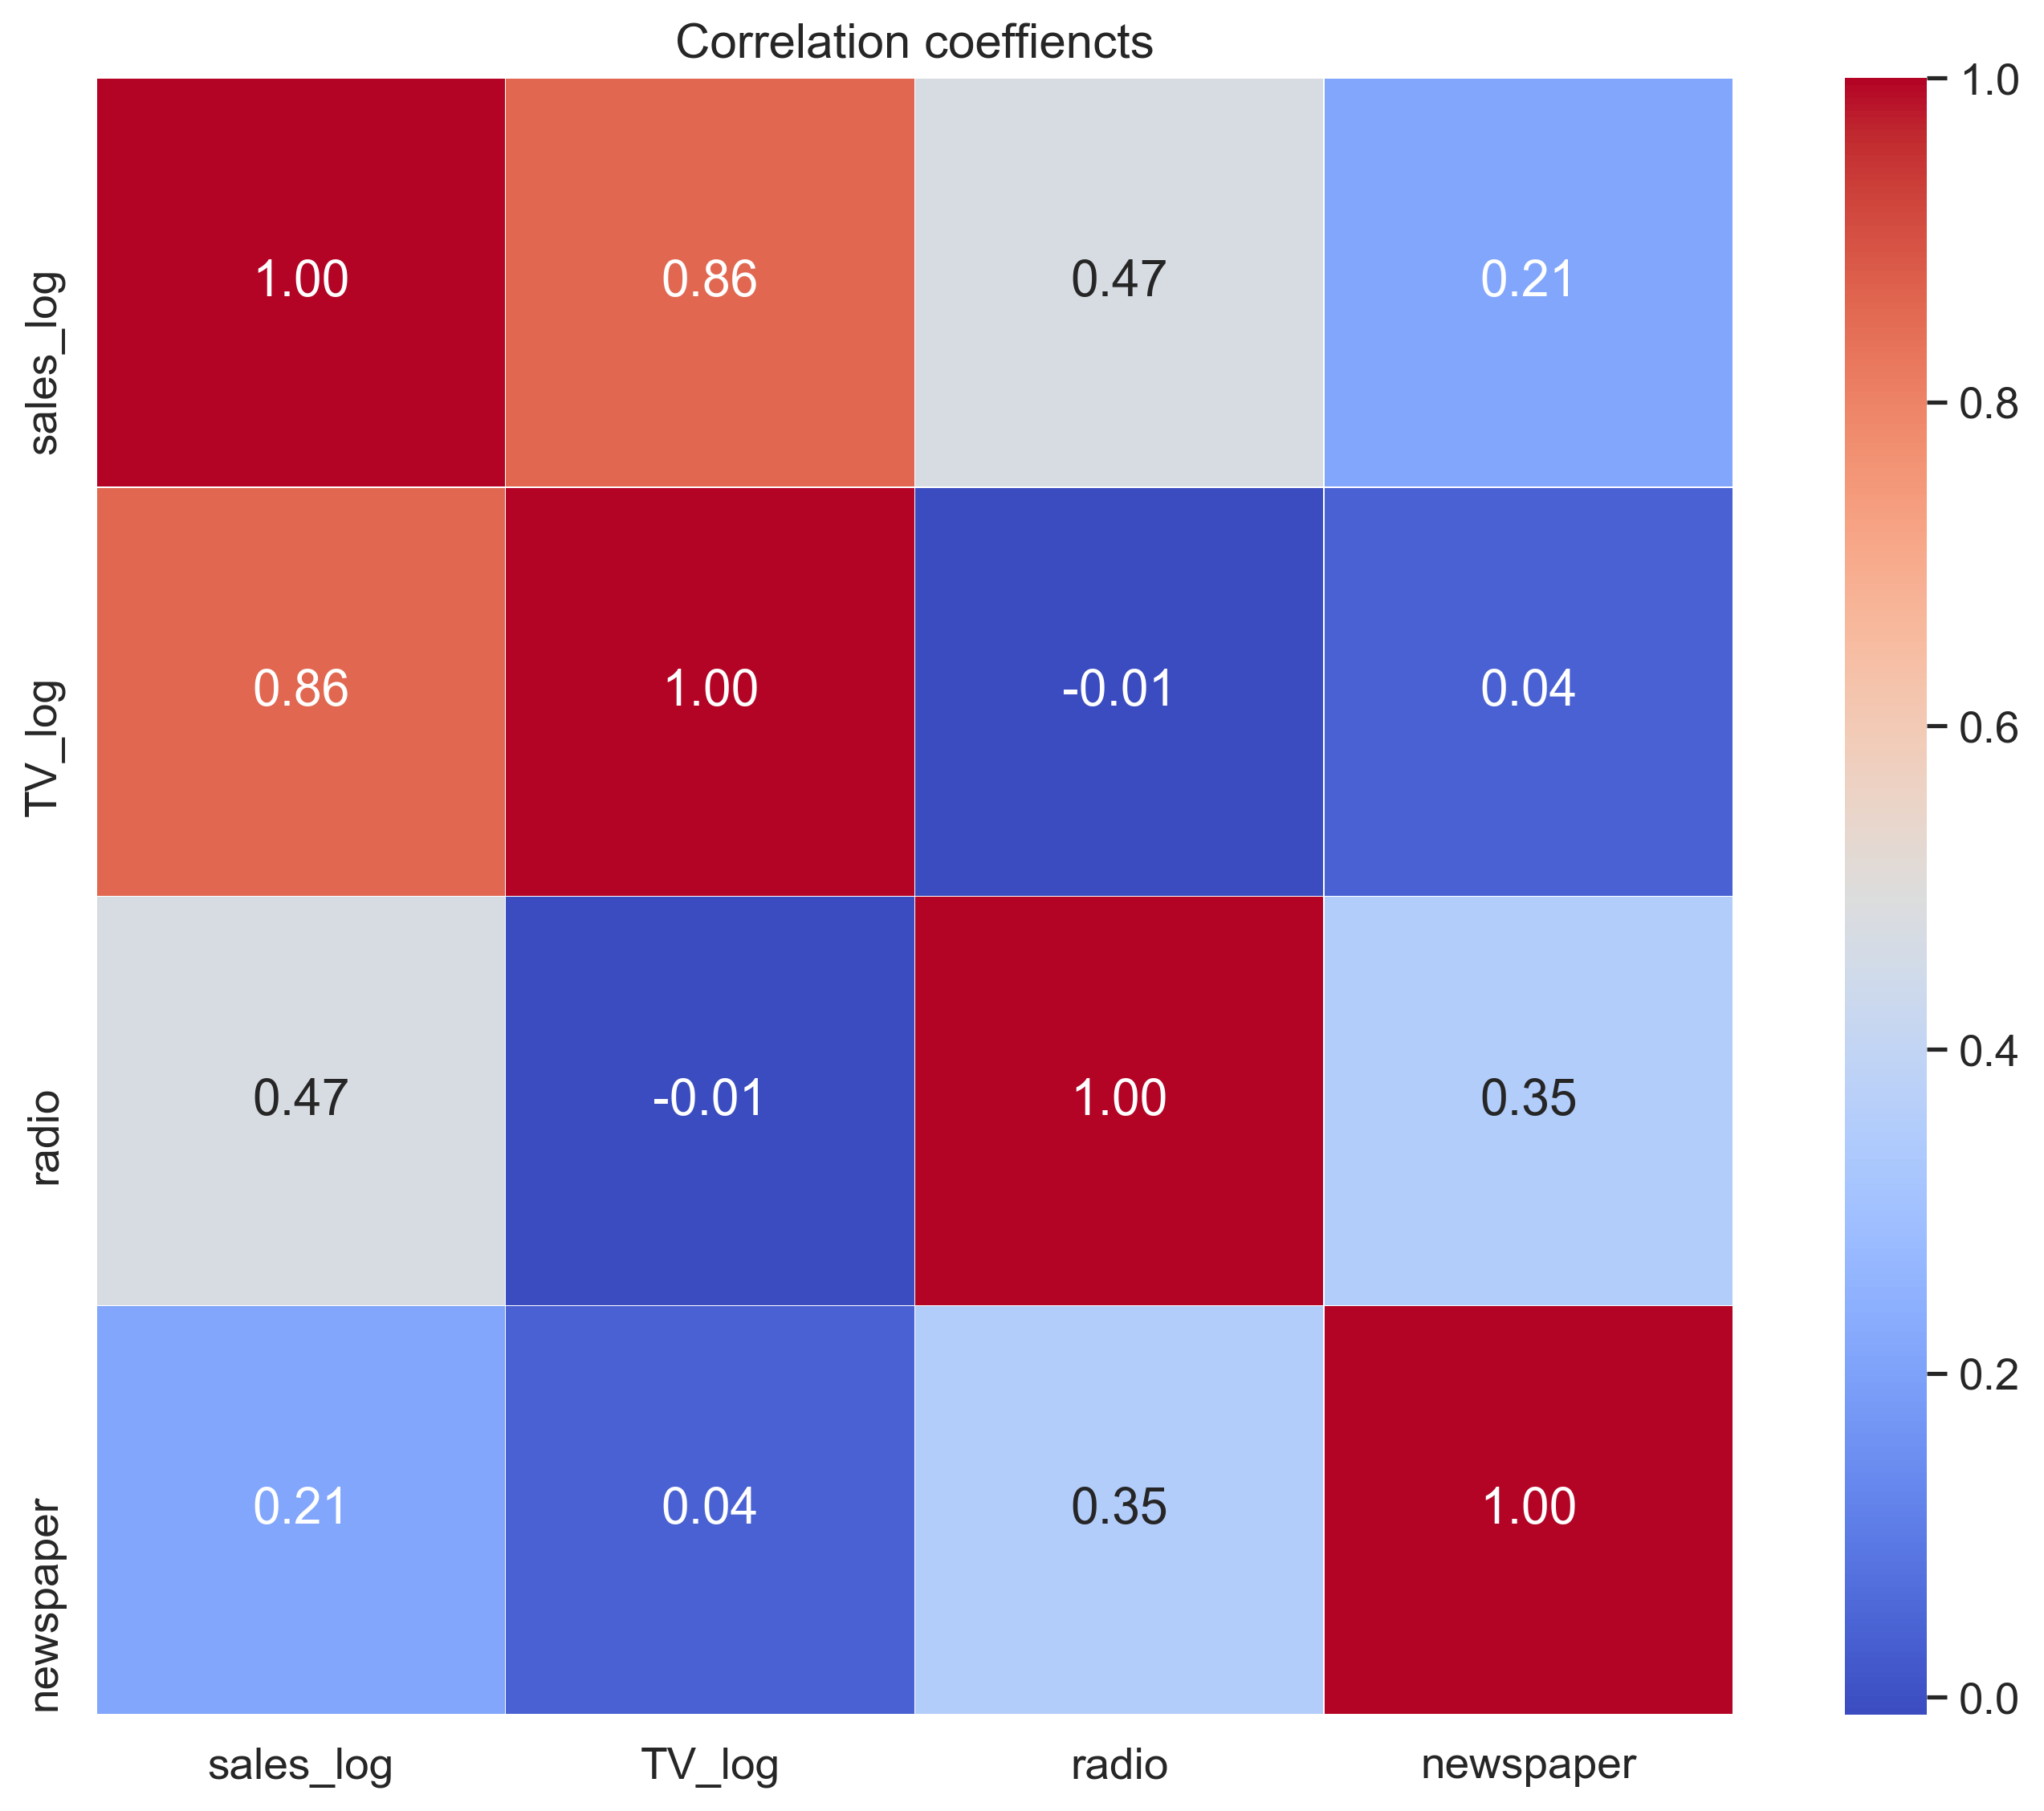 Correlation coeffiencts
sales_log
1.00 0.86 0.47 0.21
TV_log
0.86 1.00 -0.01 0.04
radio
0.47 -0.01 1.00 0.35
newspaper
0.21 0.04 0.35 1.00
sales_log TV_log radio newspaper
1.0
0.8
0.6
0.4
0.2
0.0